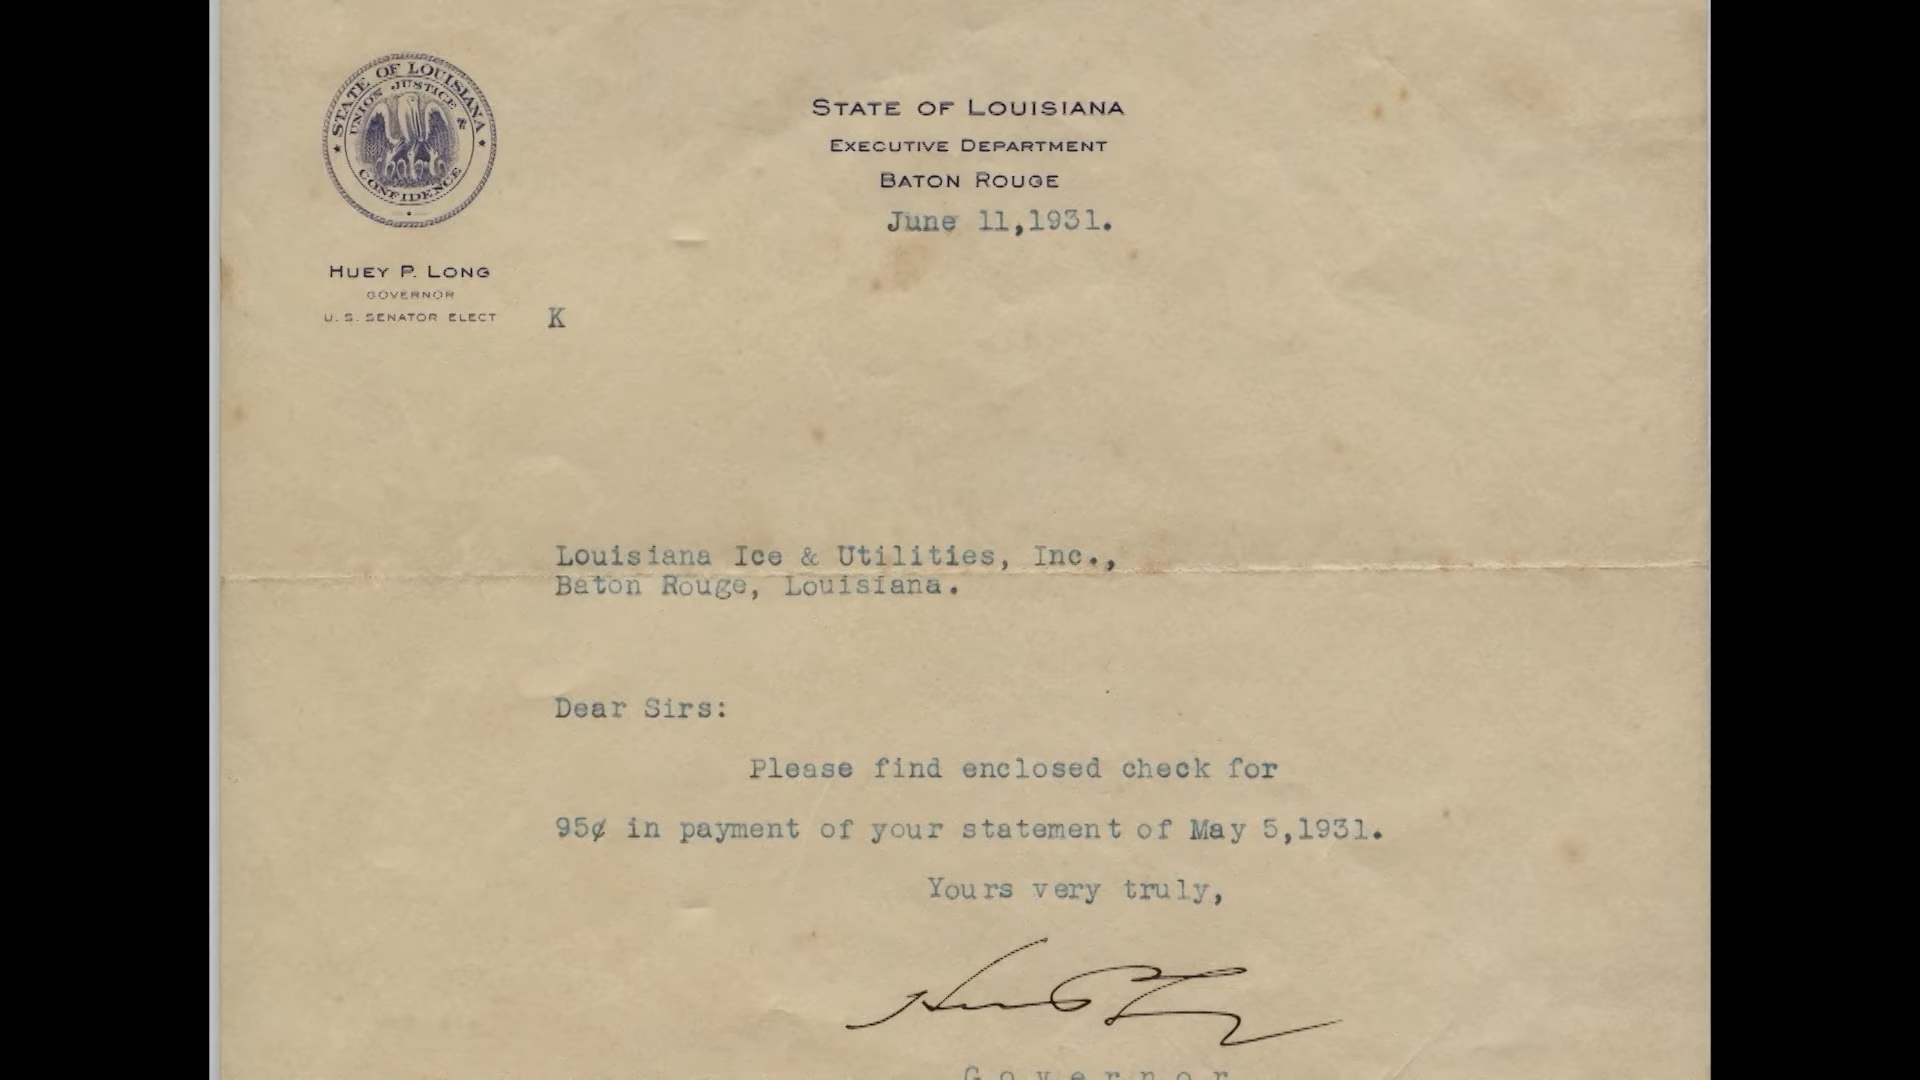 STATE OF LOUISIANA
UNION JUSTICE &
CONFIDENCE
HUEY P. LONG
GOVERNOR
U. S. SENATOR ELECT
STATE OF LOUISIANA
EXECUTIVE DEPARTMENT
BATON ROUGE
June 11,1931.
K
Louisiana Ice & Utilities, Inc.,
Baton Rouge, Louisiana.
Dear Sirs:
Please find enclosed check for
95¢ in payment of your statement of May 5,1931.
Yours very truly,
Huey P Long
Governor